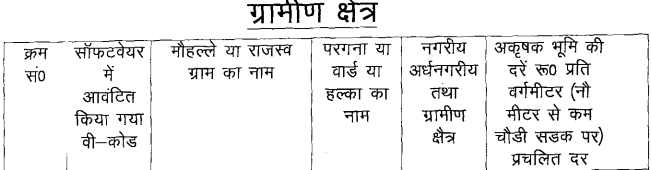 ग्रामीण क्षेत्र
क्रम सं0
सॉफटवेयर में आवंटित किया गया वी–कोड
मौहल्ले या राजस्व ग्राम का नाम
परगना या वार्ड या हल्का का नाम
नगरीय अर्धनगरीय तथा ग्रामीण क्षैत्र
अकृषक भूमि की दरें रू0 प्रति वर्गमीटर (नौ मीटर से कम चौडी सडक पर) प्रचलित दर